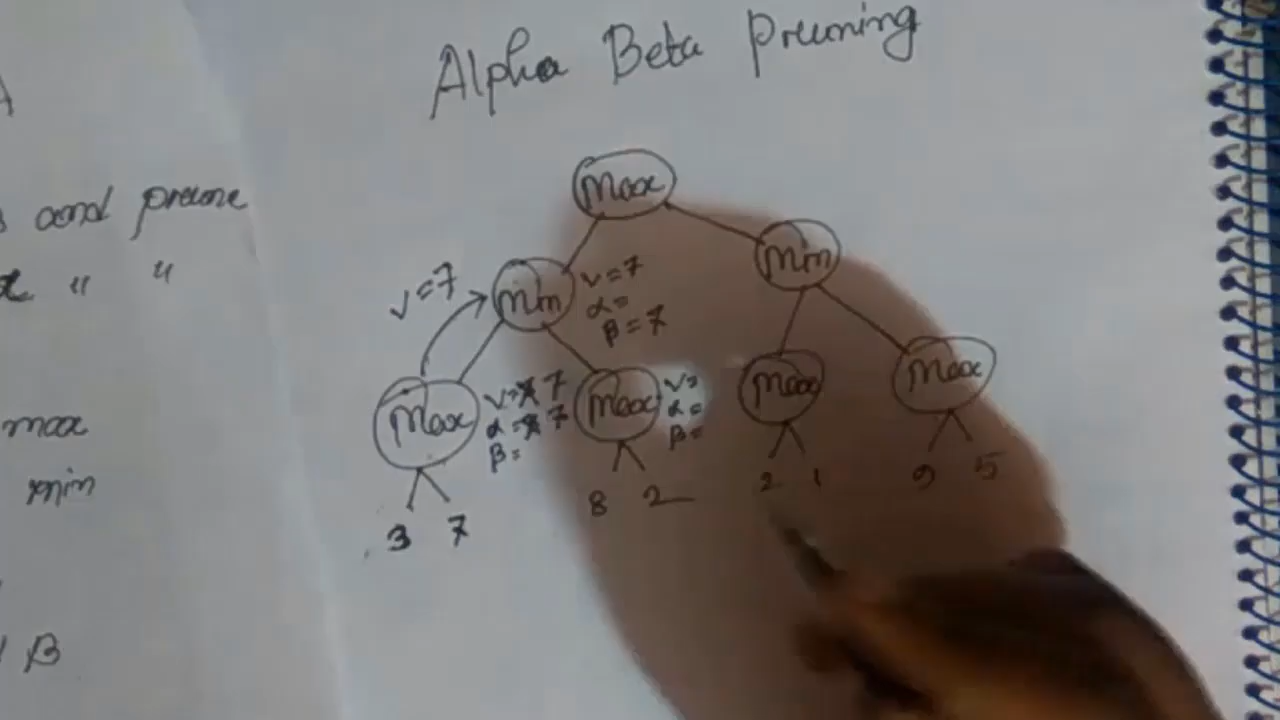 Alpha Beta Pruning
s and prune
" "
max
min
β
Max
Min
Min
V=7
V=7
α=
β=7
Max
V= 7
α= 7
β=
Max
V=
α=
β=
Max
Max
3 7
8 2
2 1
9 5